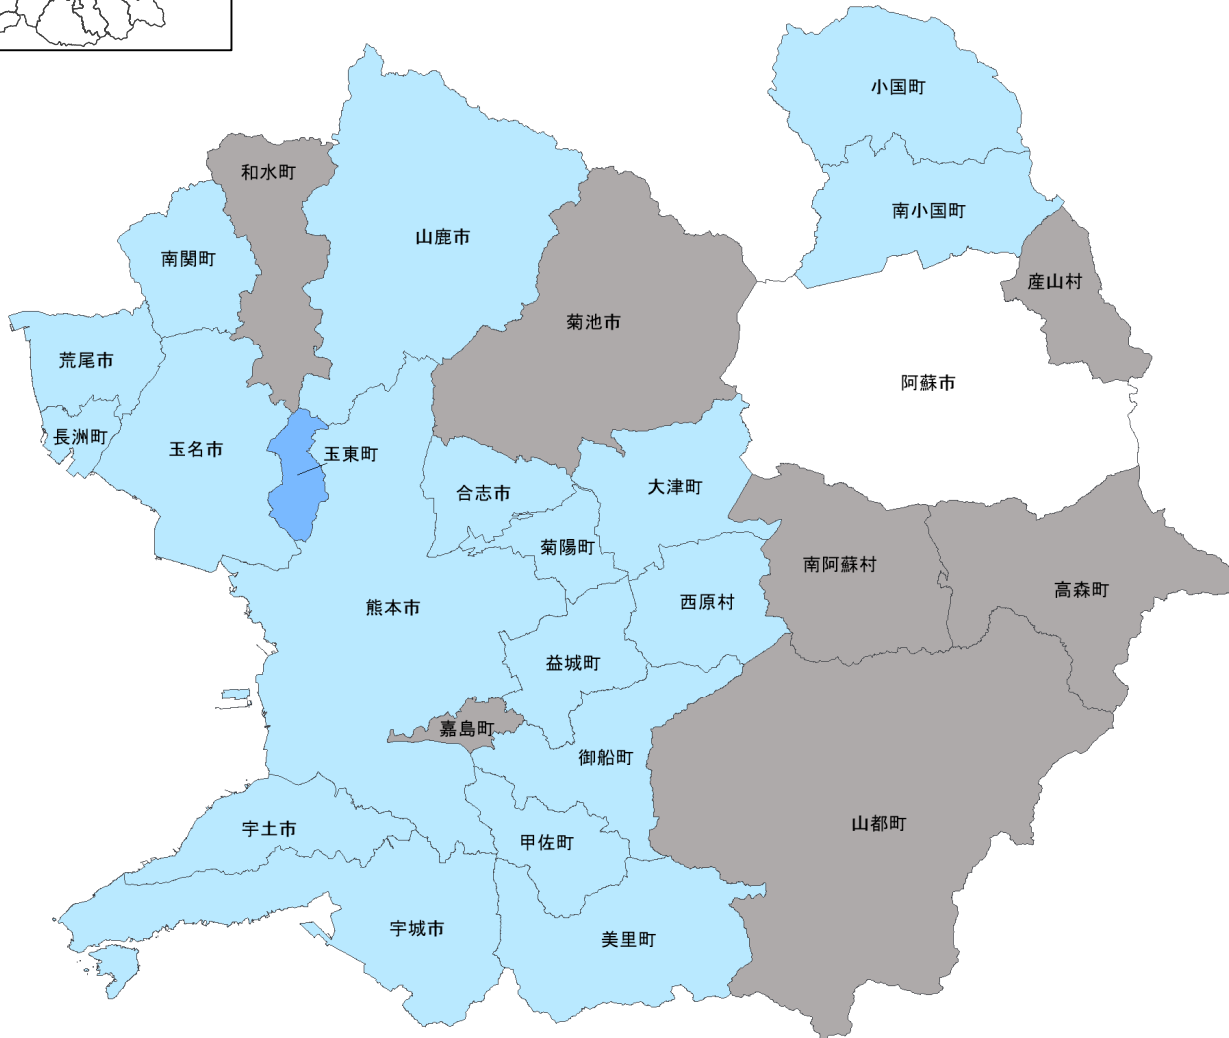 小国町
和水町
南小国町
山鹿市
南関町
産山村
菊池市
荒尾市
阿蘇市
長洲町
玉名市
玉東町
合志市
大津町
菊陽町
南阿蘇村
高森町
西原村
熊本市
益城町
嘉島町
御船町
山都町
宇土市
甲佐町
宇城市
美里町